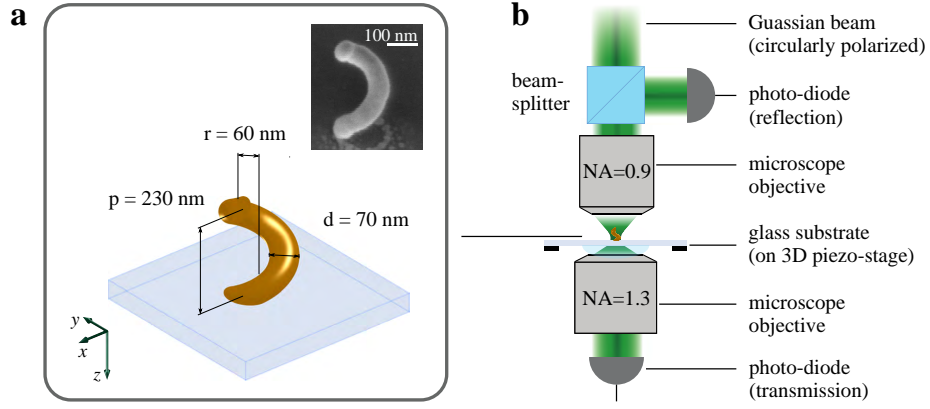 a
100 nm
r = 60 nm
p = 230 nm
d = 70 nm
y
x
z
b
Guassian beam
(circularly polarized)
beam-
splitter
photo-diode
(reflection)
NA=0.9
microscope
objective
glass substrate
(on 3D piezo-stage)
NA=1.3
microscope
objective
photo-diode
(transmission)